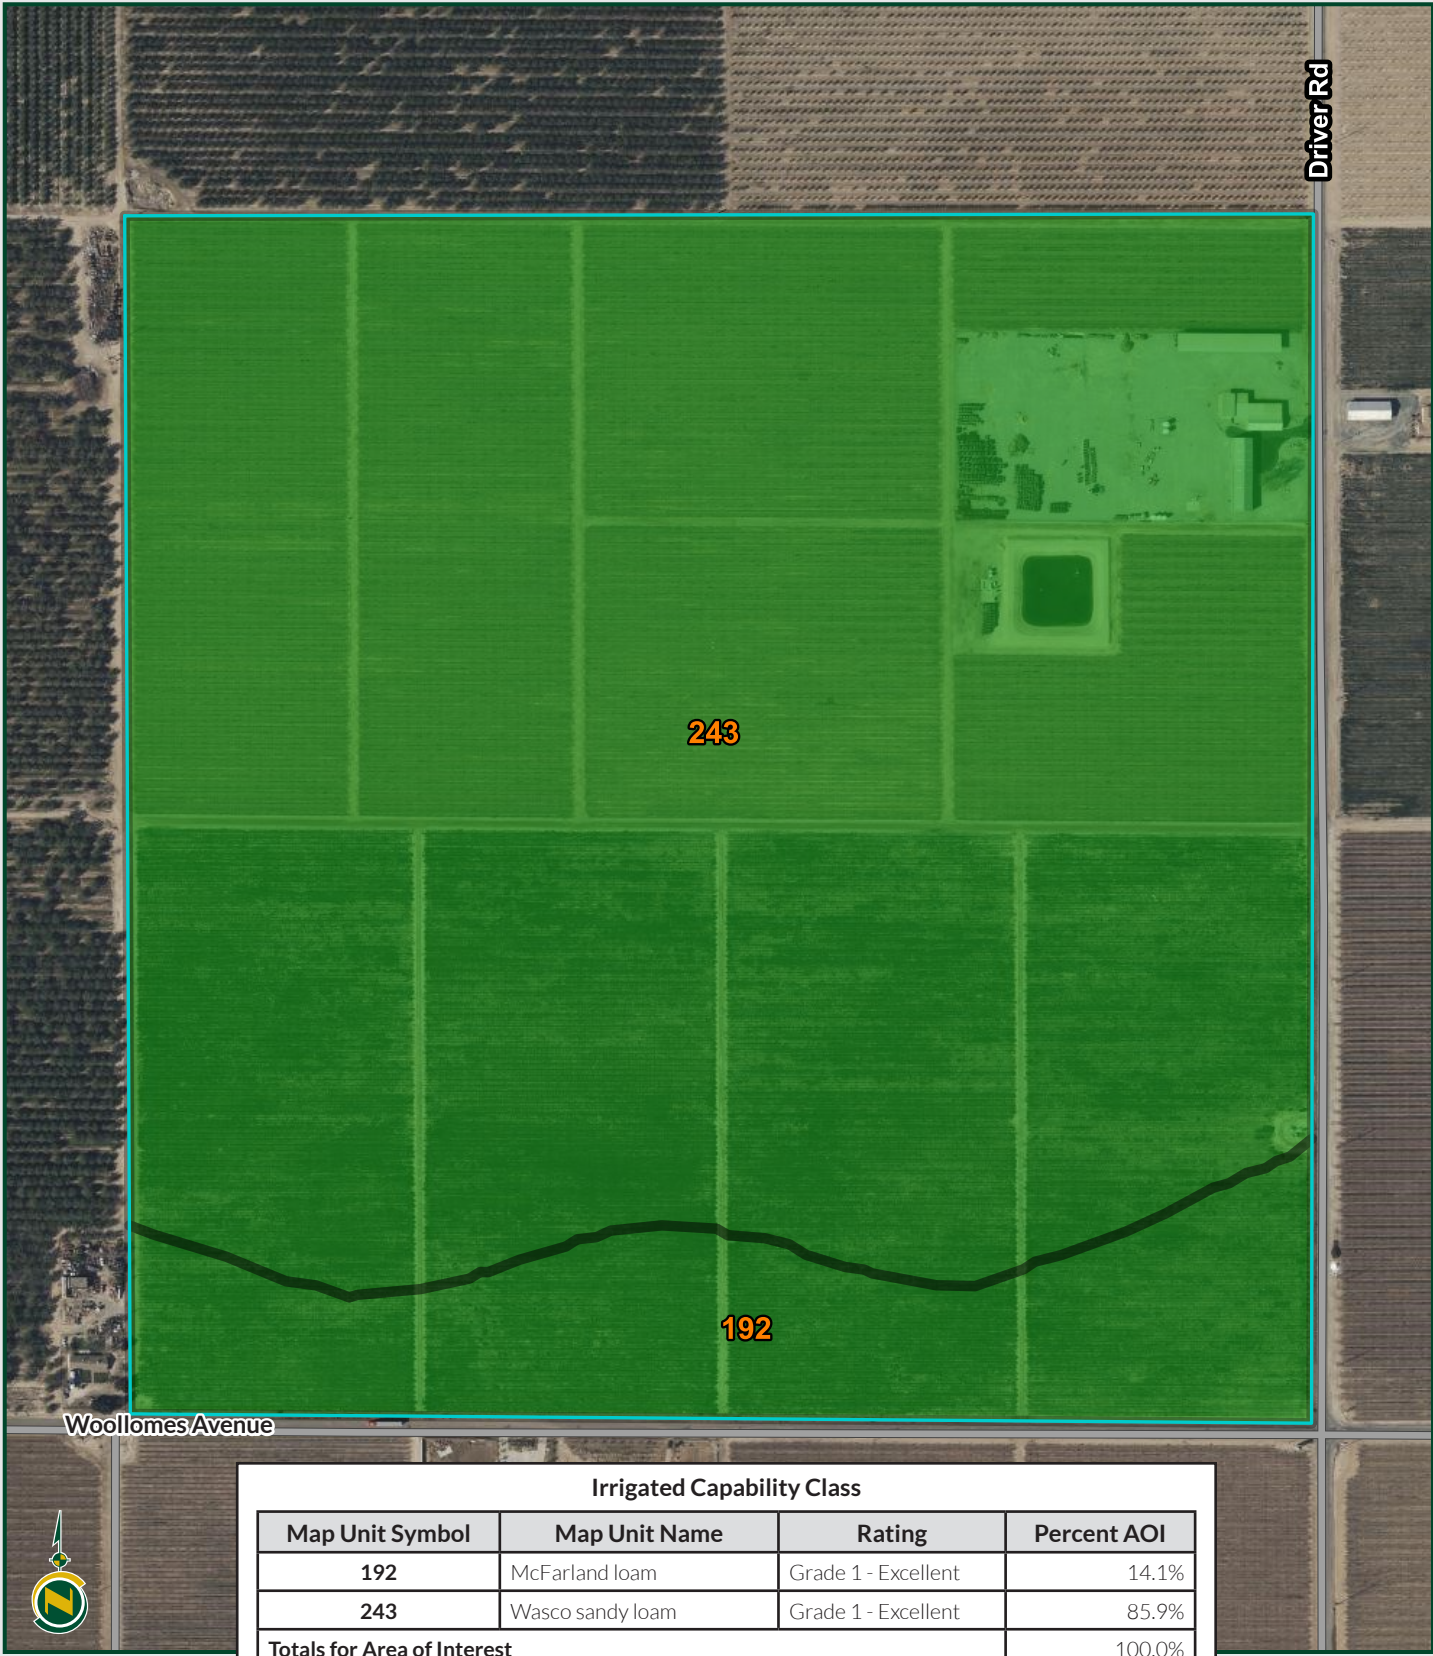 Driver Rd
243
192
Woollomes Avenue
Irrigated Capability Class
Map Unit Symbol Map Unit Name Rating Percent AOI
192 McFarland loam Grade 1 - Excellent 14.1%
243 Wasco sandy loam Grade 1 - Excellent 85.9%
Totals for Area of Interest 100.0%